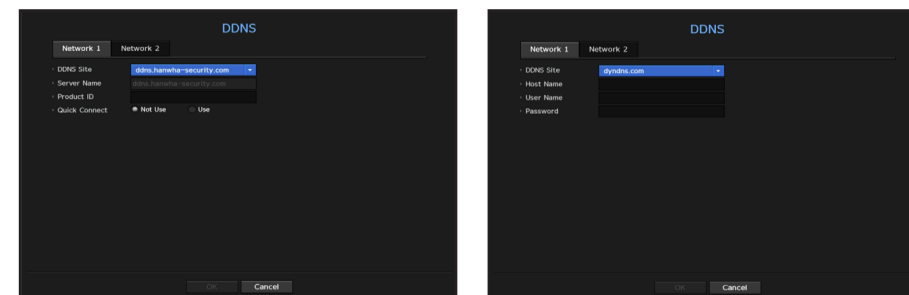 DDNS
Network 1 Network 2
DDNS Site ddns.hanwha-security.com
Server Name ddns.hanwha-security.com
Product ID
Quick Connect Not Use Use
OK Cancel
DDNS
Network 1 Network 2
DDNS Site dyndns.com
Host Name
User Name
Password
OK Cancel